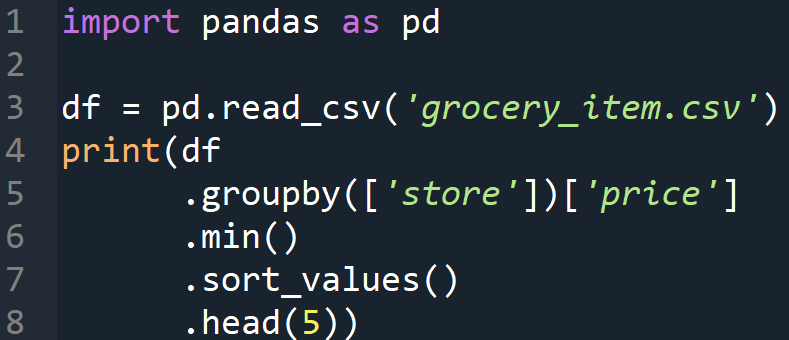 1 import pandas as pd
2
3 df = pd.read_csv('grocery_item.csv')
4 print(df
5       .groupby(['store'])['price']
6       .min()
7       .sort_values()
8       .head(5))